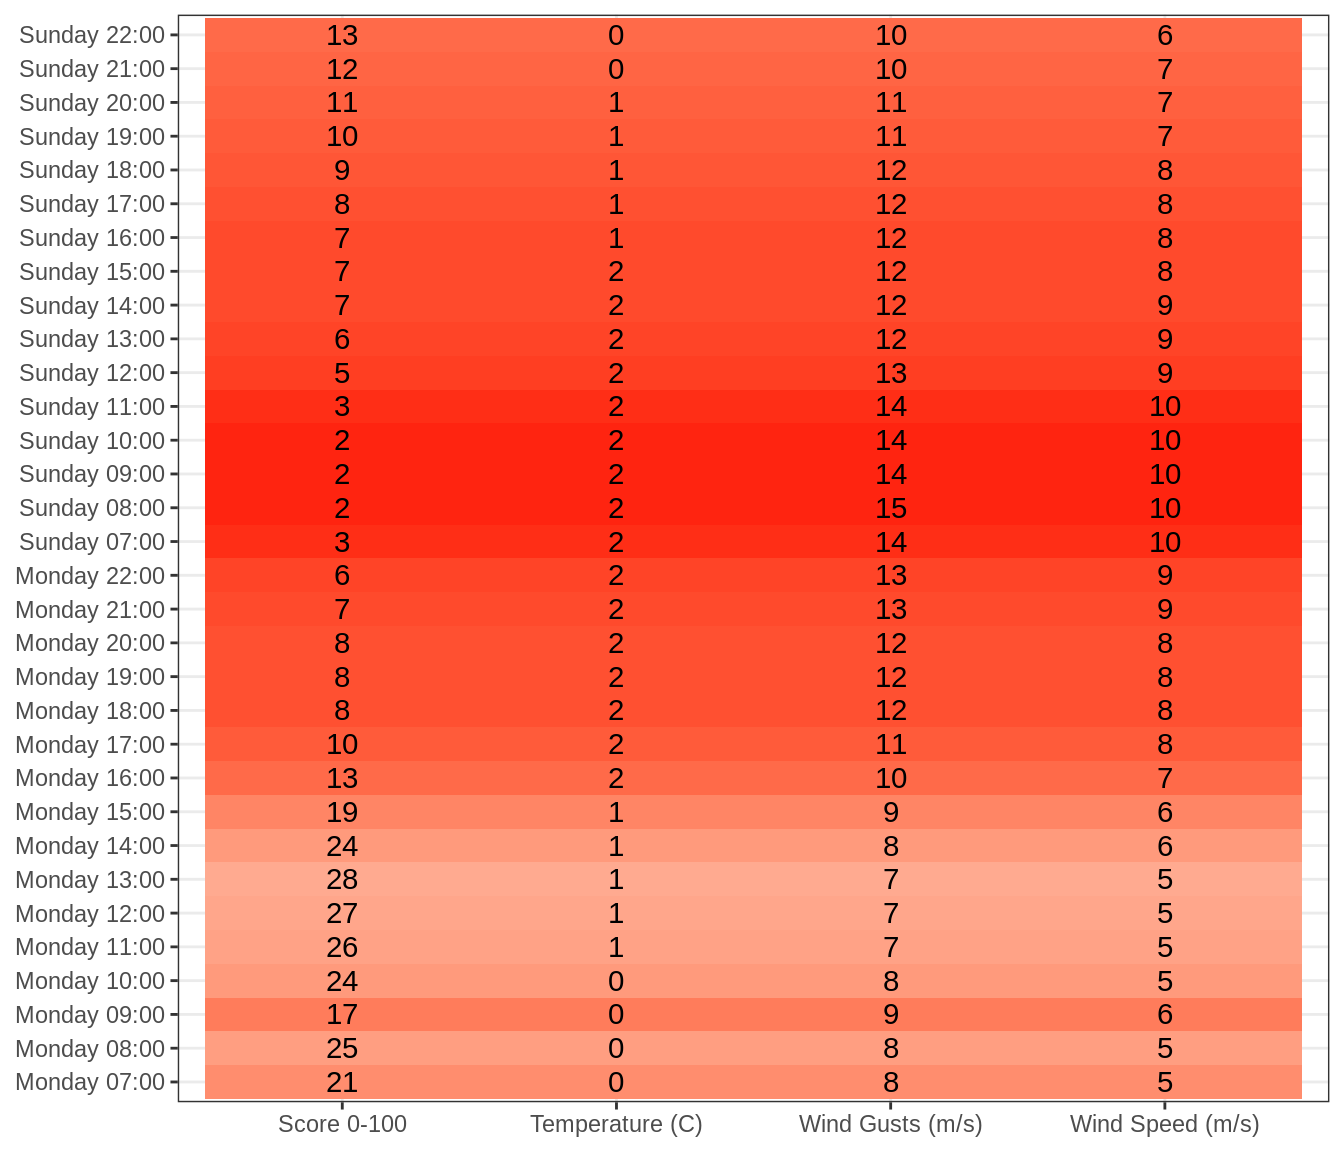 Sunday 22:00 13 0 10 6
Sunday 21:00 12 0 10 7
Sunday 20:00 11 1 11 7
Sunday 19:00 10 1 11 7
Sunday 18:00 9 1 12 8
Sunday 17:00 8 1 12 8
Sunday 16:00 7 1 12 8
Sunday 15:00 7 2 12 8
Sunday 14:00 7 2 12 9
Sunday 13:00 6 2 12 9
Sunday 12:00 5 2 13 9
Sunday 11:00 3 2 14 10
Sunday 10:00 2 2 14 10
Sunday 09:00 2 2 14 10
Sunday 08:00 2 2 15 10
Sunday 07:00 3 2 14 10
Monday 22:00 6 2 13 9
Monday 21:00 7 2 13 9
Monday 20:00 8 2 12 8
Monday 19:00 8 2 12 8
Monday 18:00 8 2 12 8
Monday 17:00 10 2 11 8
Monday 16:00 13 2 10 7
Monday 15:00 19 1 9 6
Monday 14:00 24 1 8 6
Monday 13:00 28 1 7 5
Monday 12:00 27 1 7 5
Monday 11:00 26 1 7 5
Monday 10:00 24 0 8 5
Monday 09:00 17 0 9 6
Monday 08:00 25 0 8 5
Monday 07:00 21 0 8 5
Score 0-100 Temperature (C) Wind Gusts (m/s) Wind Speed (m/s)